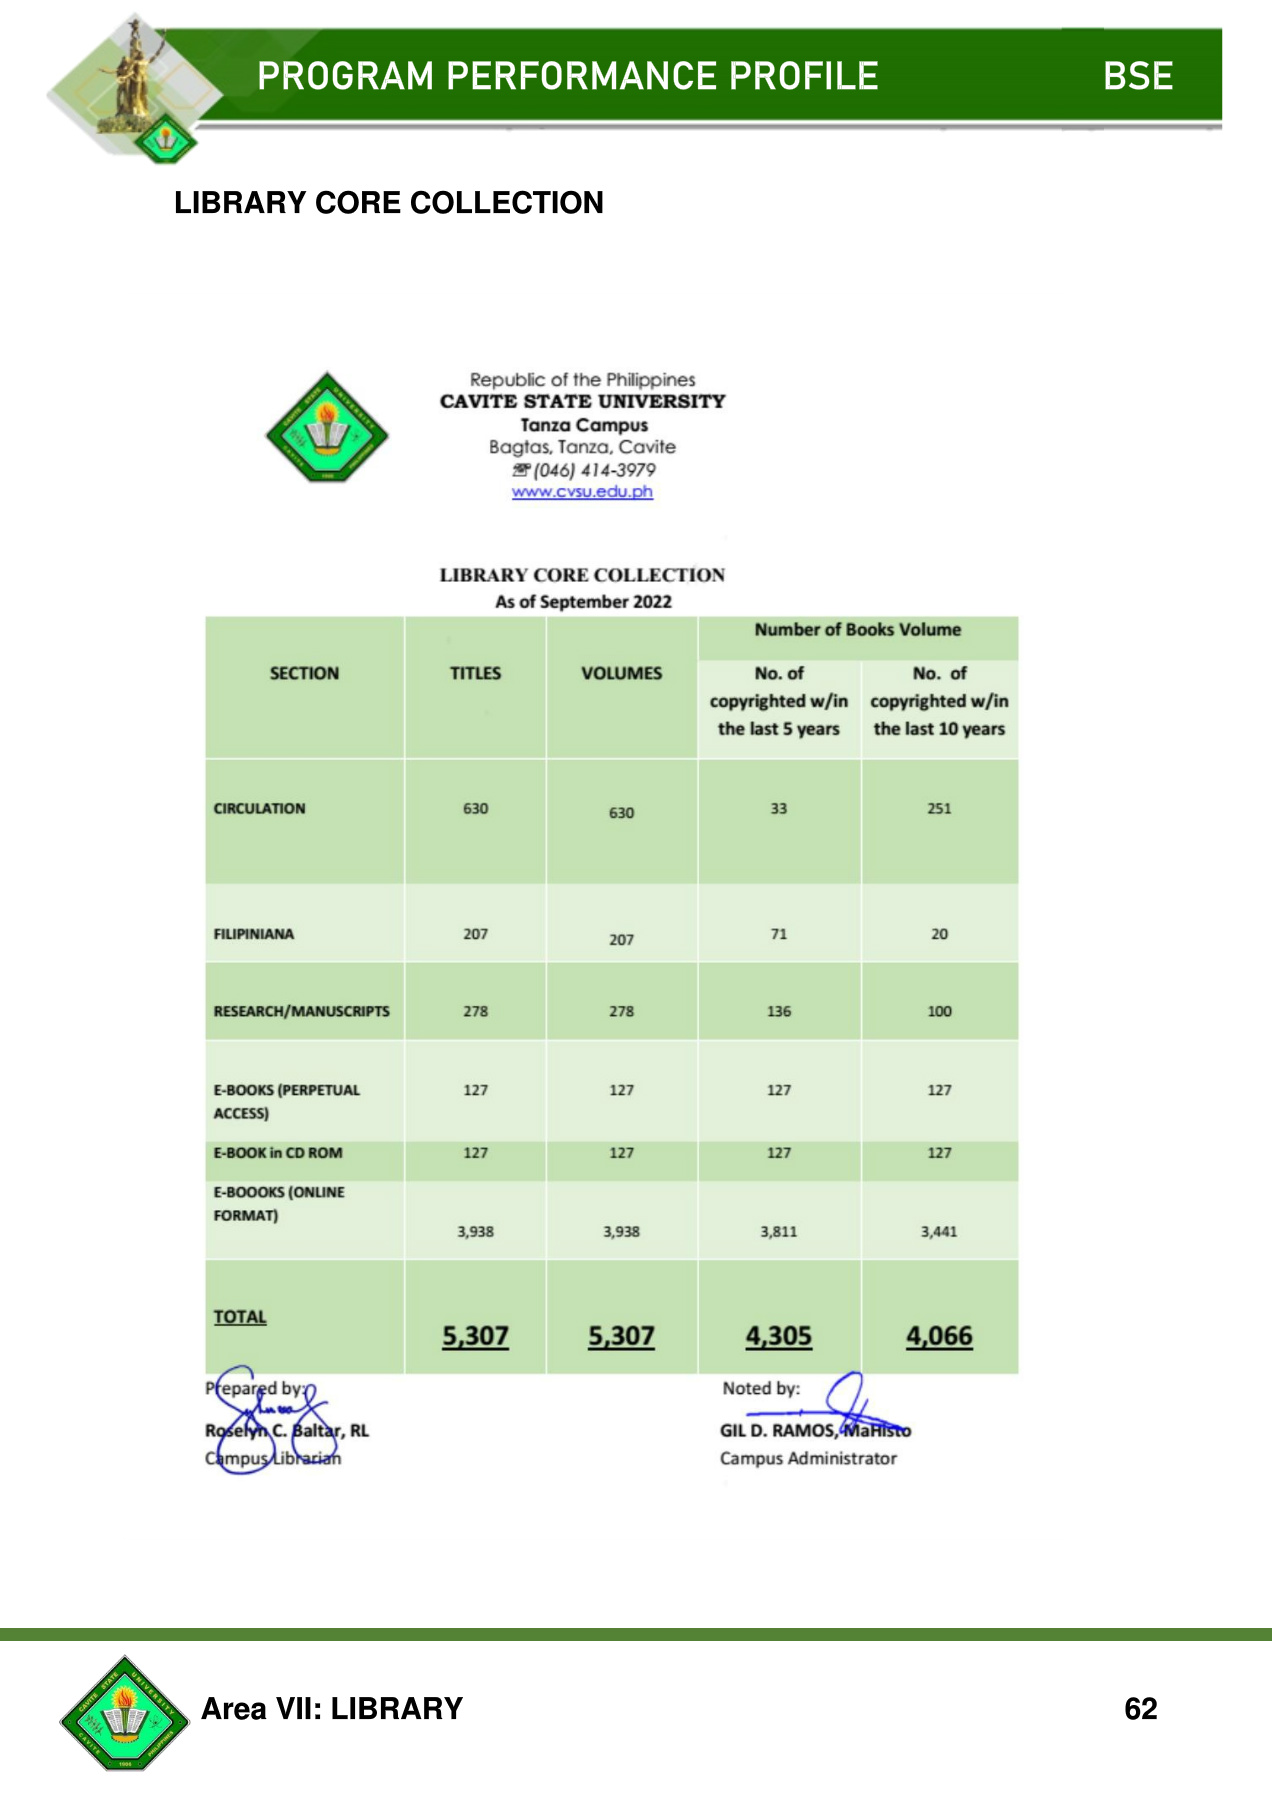 PROGRAM PERFORMANCE PROFILE BSE
LIBRARY CORE COLLECTION
Republic of the Philippines
CAVITE STATE UNIVERSITY
Tanza Campus
Bagtas, Tanza, Cavite
☏ (046) 414-3979
www.cvsu.edu.ph
LIBRARY CORE COLLECTION
As of September 2022
Number of Books Volume
SECTION TITLES VOLUMES No. of No. of
copyrighted w/in copyrighted w/in
the last 5 years the last 10 years
CIRCULATION 630 630 33 251
FILIPINIANA 207 207 71 20
RESEARCH/MANUSCRIPTS 278 278 136 100
E-BOOKS (PERPETUAL 127 127 127 127
ACCESS)
E-BOOK in CD ROM 127 127 127 127
E-BOOOKS (ONLINE
FORMAT)
3,938 3,938 3,811 3,441
TOTAL
5,307 5,307 4,305 4,066
Prepared by: Noted by:
Roselyn C. Baltar, RL GIL D. RAMOS, MaHisto
Campus Librarian Campus Administrator
Area VII: LIBRARY 62